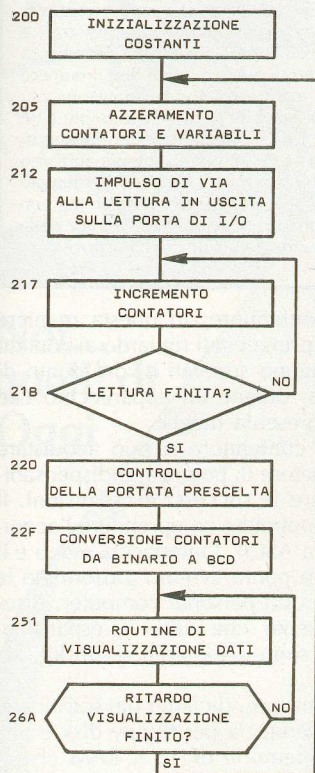 200
INIZIALIZZAZIONE
COSTANTI
205
AZZERAMENTO
CONTATORI E VARIABILI
212
IMPULSO DI VIA
ALLA LETTURA IN USCITA
SULLA PORTA DI I/O
217
INCREMENTO
CONTATORI
21B
LETTURA FINITA?
NO
SI
220
CONTROLLO
DELLA PORTATA PRESCELTA
22F
CONVERSIONE CONTATORI
DA BINARIO A BCD
251
ROUTINE DI
VISUALIZZAZIONE DATI
26A
RITARDO
VISUALIZZAZIONE
FINITO?
NO
SI